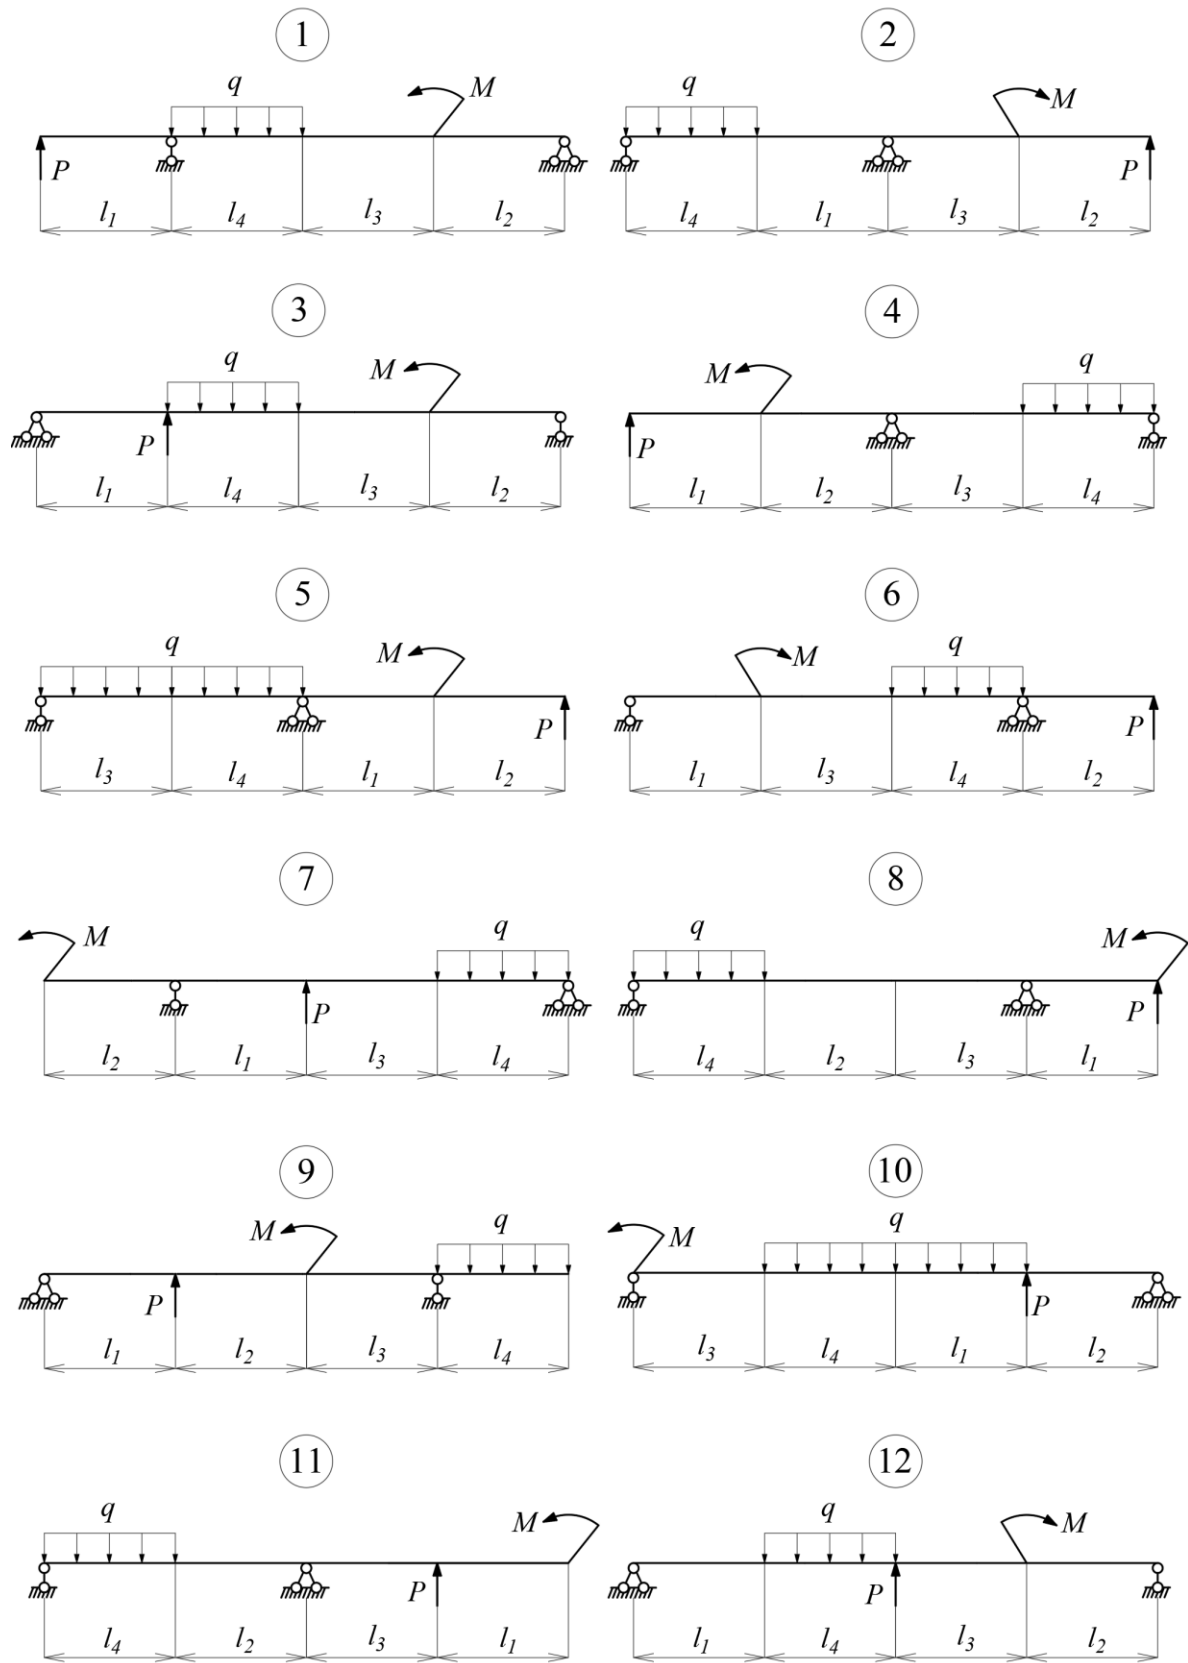 1 2
q M q M
P P
l1 l4 l3 l2 l4 l1 l3 l2
3 4
q M M q
P P
l1 l4 l3 l2 l1 l2 l3 l4
5 6
q M M q
P P
l3 l4 l1 l2 l1 l3 l4 l2
7 8
M q q M
P P
l2 l1 l3 l4 l4 l2 l3 l1
9 10
M q M q
P P
l1 l2 l3 l4 l3 l4 l1 l2
11 12
q M q M
P P
l4 l2 l3 l1 l1 l4 l3 l2